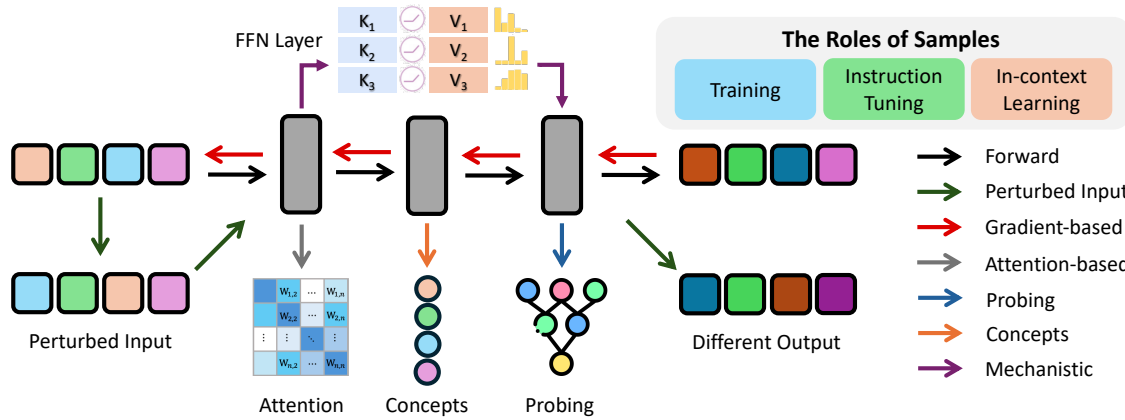 FFN Layer
K1 V1
K2 V2
K3 V3
The Roles of Samples
Training
Instruction
Tuning
In-context
Learning
Forward
Perturbed Input
Gradient-based
Attention-based
Probing
Concepts
Mechanistic
W1,2 ... W1,n
W2,2 ... W2,n
⋮ ⋮ ⋱ ⋮
Wn,2 ... Wn,n
Perturbed Input
Attention
Concepts
Probing
Different Output